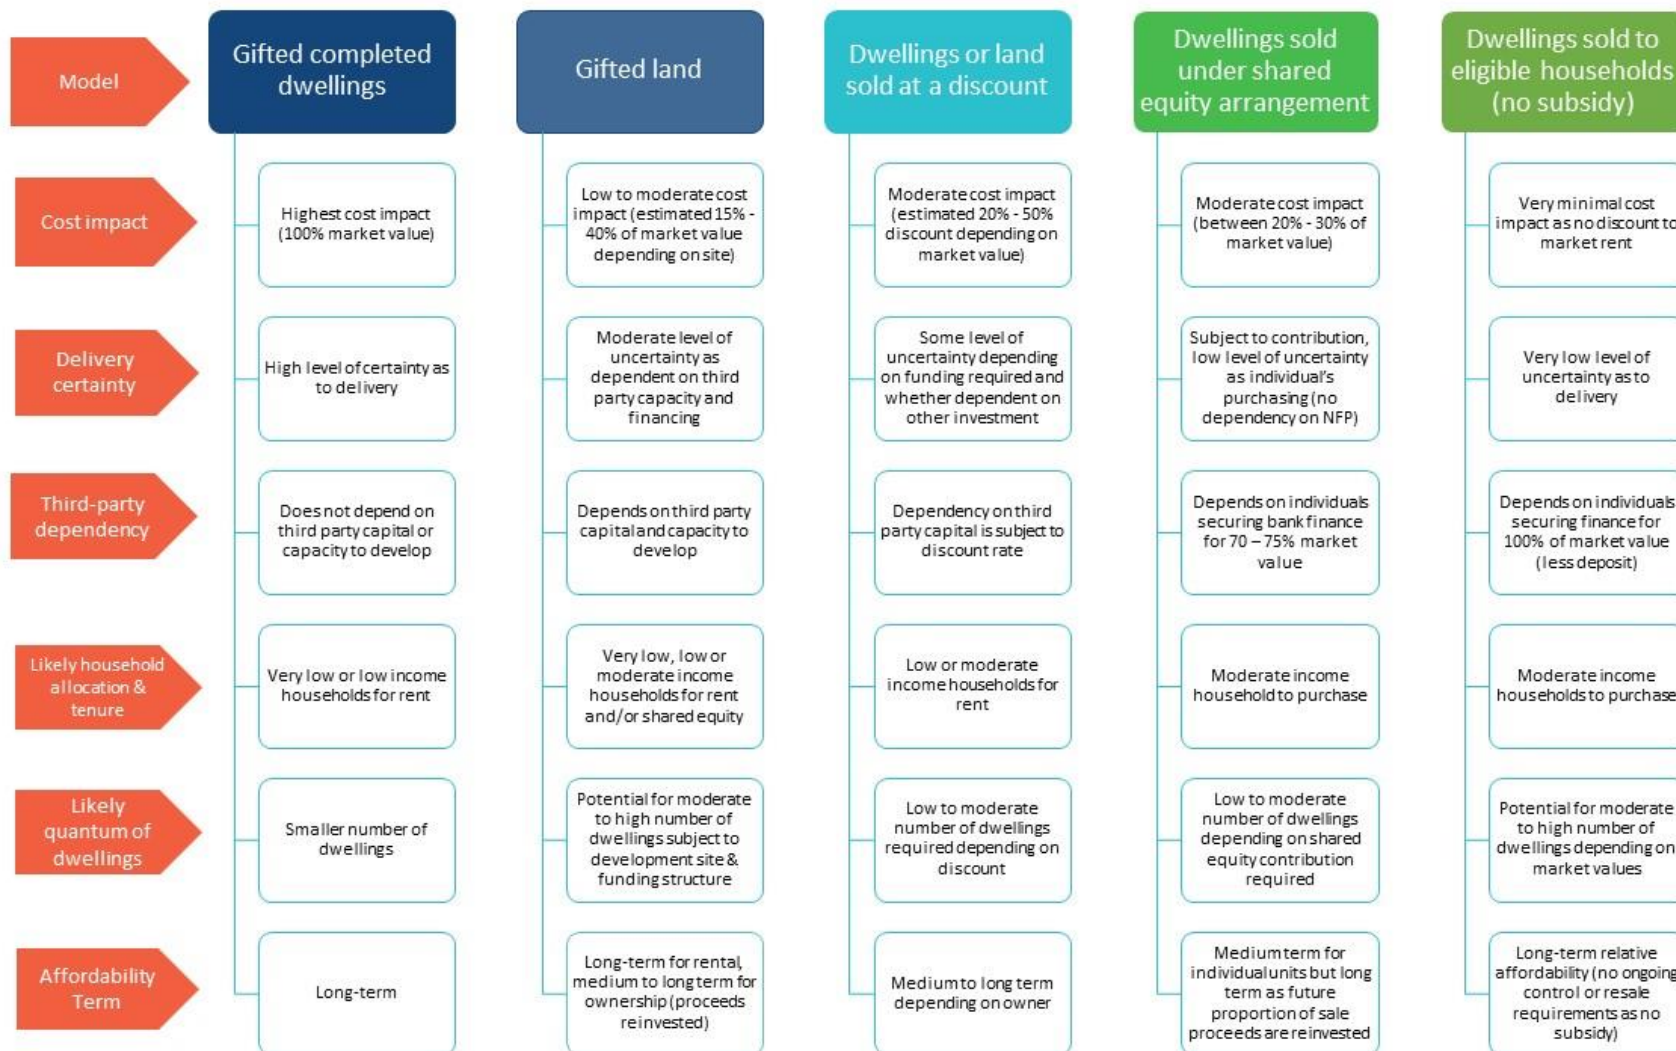 Model
Gifted completed
dwellings
Gifted land
Dwellings or land
sold at a discount
Dwellings sold
under shared
equity arrangement
Dwellings sold to
eligible households
(no subsidy)
Cost impact
Highest cost impact
(100% market value)
Low to moderate cost
impact (estimated 15% -
40% of market value
depending on site)
Moderate cost impact
(estimated 20% - 50%
discount depending on
market value)
Moderate cost impact
(between 20% - 30% of
market value)
Very minimal cost
impact as no discount to
market rent
Delivery
certainty
High level of certainty as
to delivery
Moderate level of
uncertainty as
dependent on third
party capacity and
financing
Some level of
uncertainty depending
on funding required and
whether dependent on
other investment
Subject to contribution,
low level of uncertainty
as individual's
purchasing (no
dependency on NFP)
Very low level of
uncertainty as to
delivery
Third-party
dependency
Does not depend on
third party capital or
capacity to develop
Depends on third party
capital and capacity to
develop
Dependency on third
party capital is subject to
discount rate
Depends on individuals
securing bank finance
for 70 – 75% market
value
Depends on individuals
securing finance for
100% of market value
(less deposit)
Likely household
allocation &
tenure
Very low or low income
households for rent
Very low, low or
moderate income
households for rent
and/or shared equity
Low or moderate
income households for
rent
Moderate income
household to purchase
Moderate income
households to purchase
Likely
quantum of
dwellings
Smaller number of
dwellings
Potential for moderate
to high number of
dwellings subject to
development site &
funding structure
Low to moderate
number of dwellings
required depending on
discount
Low to moderate
number of dwellings
depending on shared
equity contribution
required
Potential for moderate
to high number of
dwellings depending on
market values
Affordability
Term
Long-term
Long-term for rental,
medium to long term for
ownership (proceeds
reinvested)
Medium to long term
depending on owner
Medium term for
individual units but long
term as future
proportion of sale
proceeds are reinvested
Long-term relative
affordability (no ongoing
control or resale
requirements as no
subsidy)